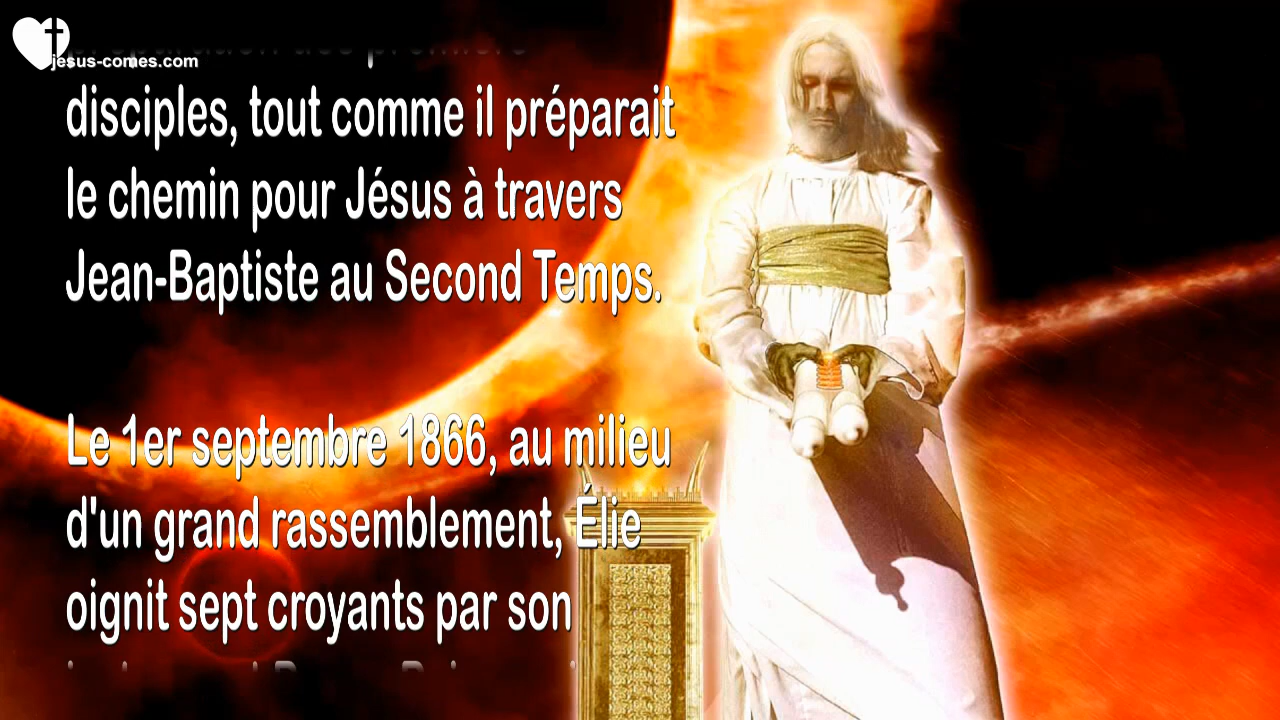 jesus-comes.com
disciples, tout comme il préparait
le chemin pour Jésus à travers
Jean-Baptiste au Second Temps.
Le 1er septembre 1866, au milieu
d'un grand rassemblement, Élie
oignit sept croyants par son